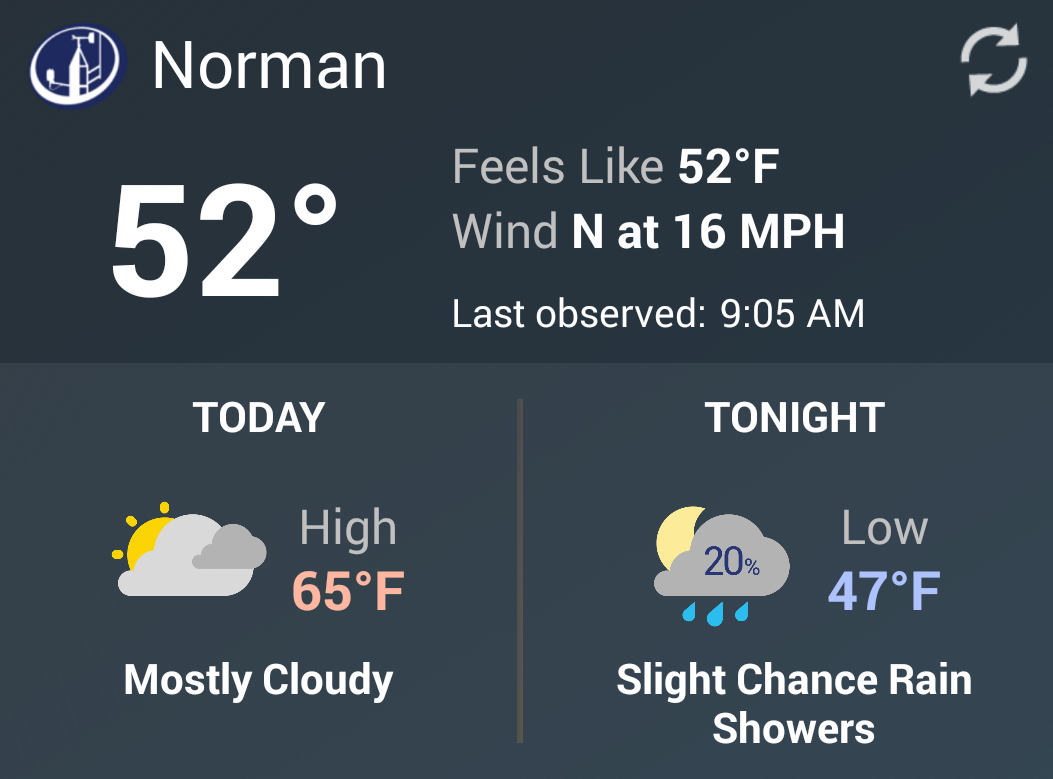 Norman
52°
Feels Like 52°F
Wind N at 16 MPH
Last observed: 9:05 AM
TODAY
High
65°F
Mostly Cloudy
TONIGHT
20%
Low
47°F
Slight Chance Rain
Showers